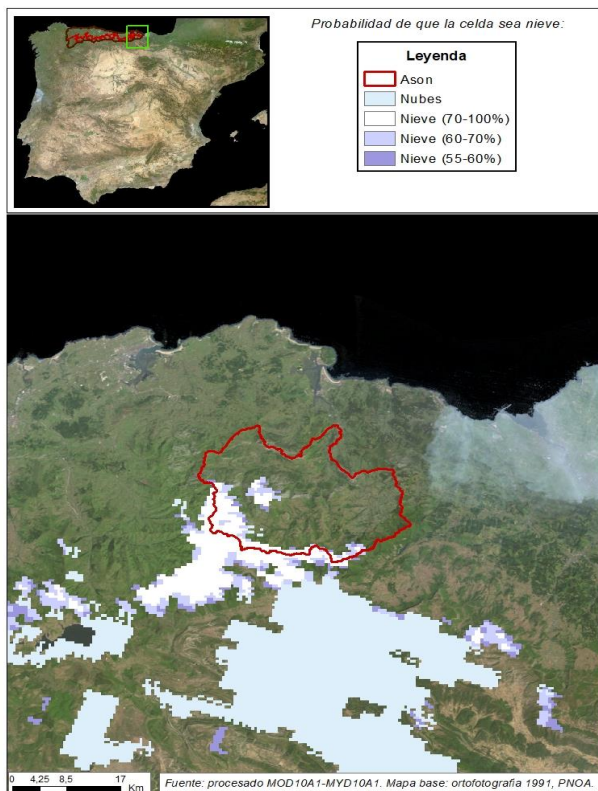 Probabilidad de que la celda sea nieve:
Leyenda
Ason
Nubes
Nieve (70-100%)
Nieve (60-70%)
Nieve (55-60%)
0 4,25 8,5 17
Km
Fuente: procesado MOD10A1-MYD10A1. Mapa base: ortofotografia 1991, PNOA.